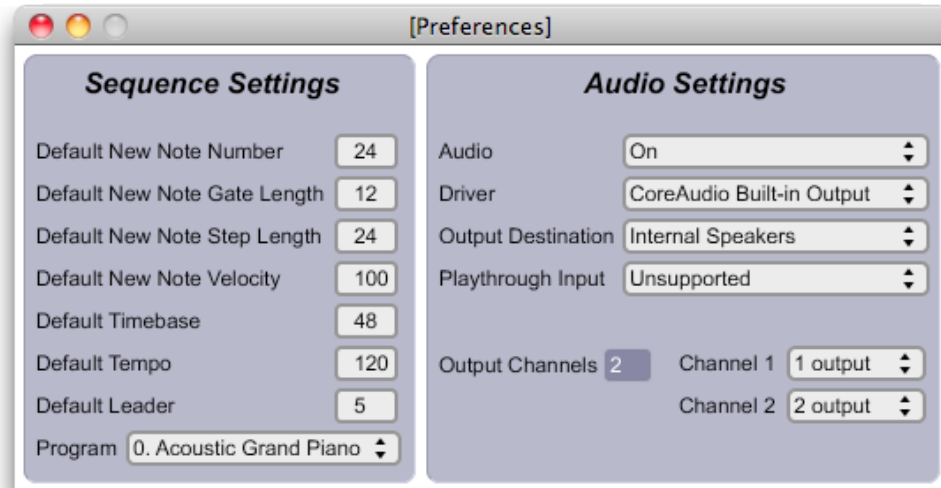 [Preferences]
Sequence Settings
Default New Note Number 24
Default New Note Gate Length 12
Default New Note Step Length 24
Default New Note Velocity 100
Default Timebase 48
Default Tempo 120
Default Leader 5
Program 0. Acoustic Grand Piano
Audio Settings
Audio On
Driver CoreAudio Built-in Output
Output Destination Internal Speakers
Playthrough Input Unsupported
Output Channels 2 Channel 1 1 output
Channel 2 2 output